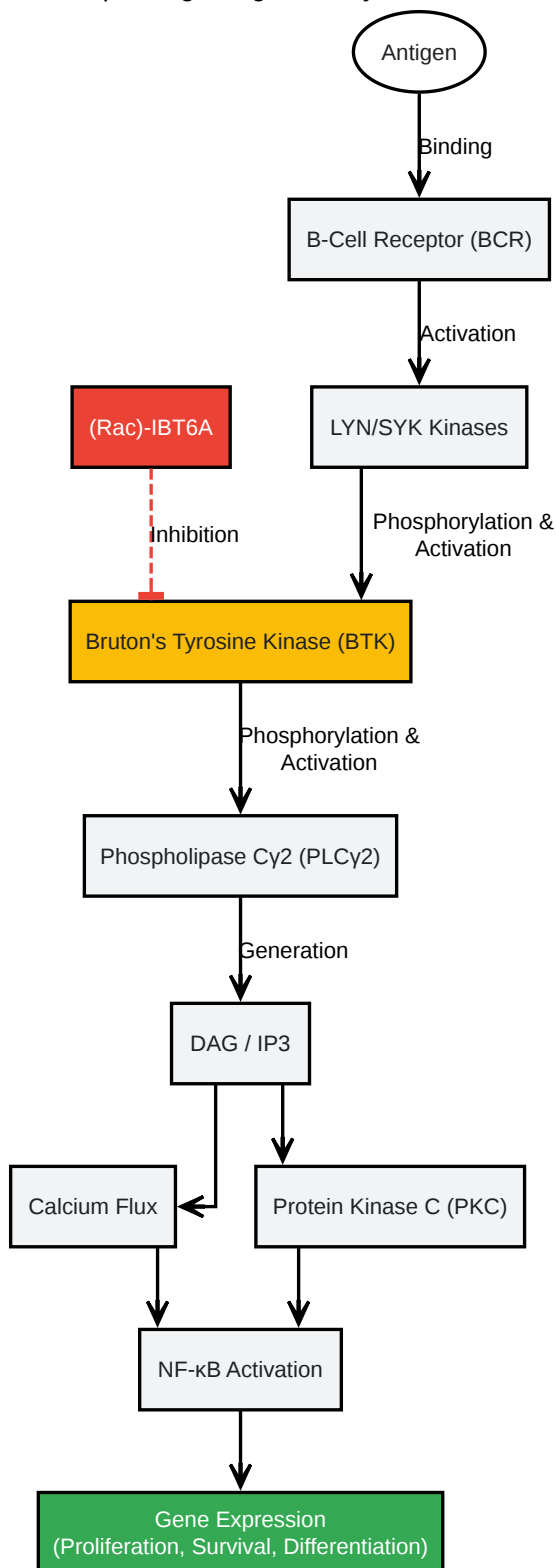 Antigen
Binding
B-Cell Receptor (BCR)
Activation
(Rac)-IBT6A
LYN/SYK Kinases
Inhibition
Phosphorylation &
Activation
Bruton's Tyrosine Kinase (BTK)
Phosphorylation &
Activation
Phospholipase Cγ2 (PLCγ2)
Generation
DAG / IP3
Calcium Flux
Protein Kinase C (PKC)
NF-κB Activation
Gene Expression
(Proliferation, Survival, Differentiation)